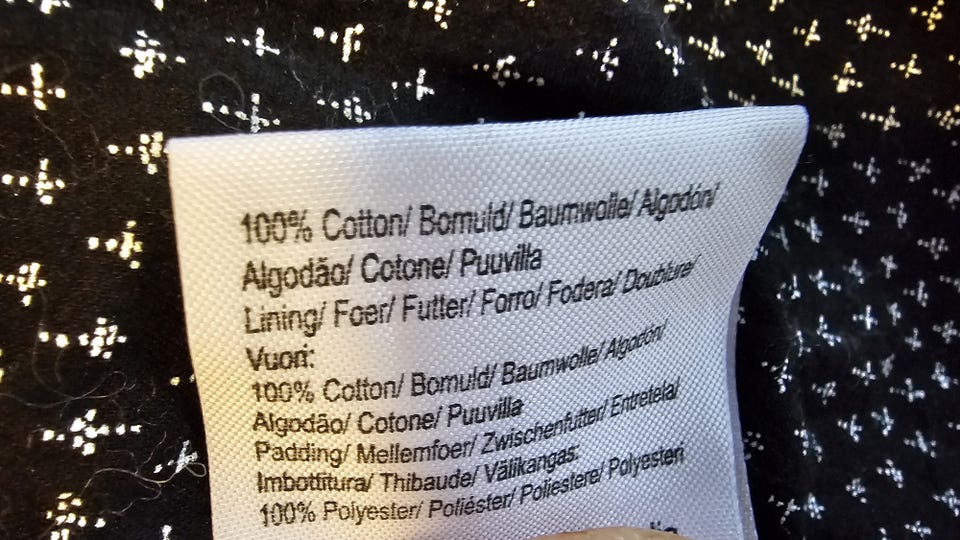 100% Cotton/ Bomuld/ Baumwolle/ Algodón/
Algodão/ Cotone/ Puuvilla
Lining/ Foer/ Futter/ Forro/ Fodera/ Doublure/
Vuori:
100% Cotton/ Bomuld/ Baumwolle/ Algodón/
Algodão/ Cotone/ Puuvilla
Padding/ Mellemfoer/ Zwischenfutter/ Entretela/
Imbottitura/ Thibaude/ Välikangas:
100% Polyester/ Poliéster/ Poliestere/ Polyesteri